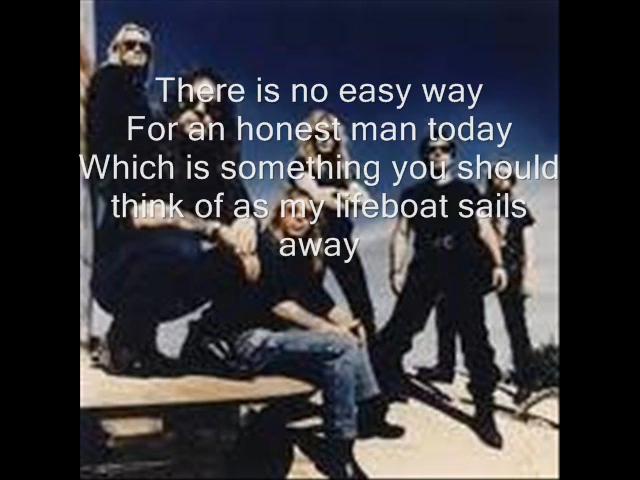 There is no easy way
For an honest man today
Which is something you should
think of as my lifeboat sails
away